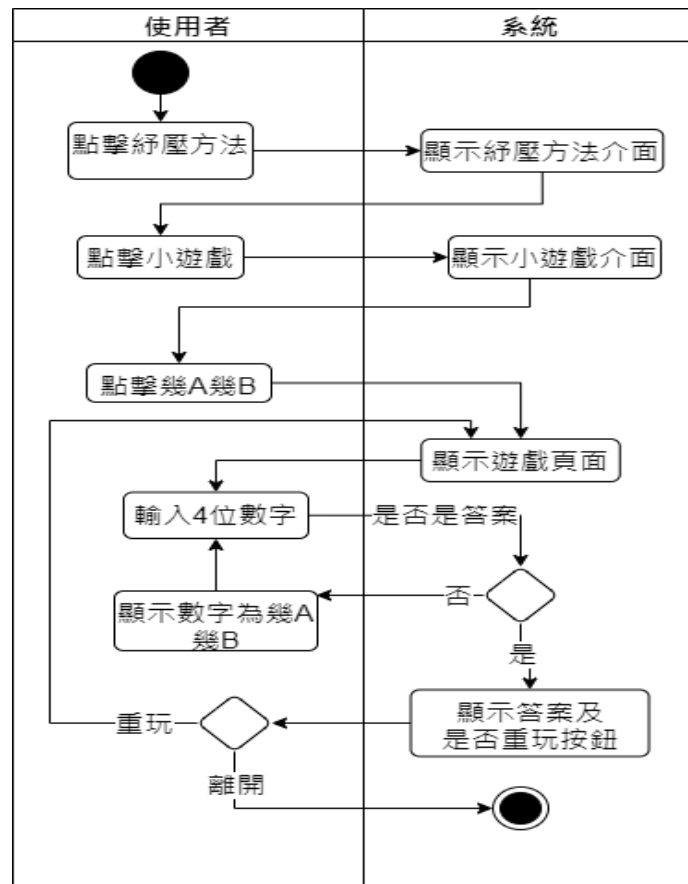 使用者
系統
點擊紓壓方法
顯示紓壓方法介面
點擊小遊戲
顯示小遊戲介面
點擊幾A幾B
顯示遊戲頁面
輸入4位數字
是否是答案
否
顯示數字為幾A
幾B
是
顯示答案及
是否重玩按鈕
重玩
離開